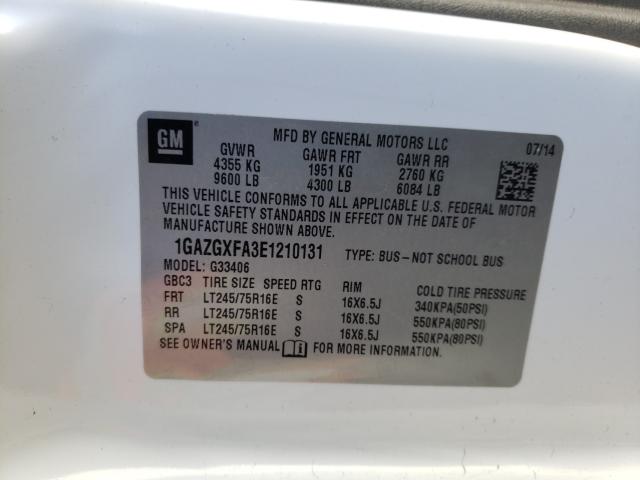 GM
MFD BY GENERAL MOTORS LLC
07/14
GVWR GAWR FRT GAWR RR
4355 KG 1951 KG 2760 KG
9600 LB 4300 LB 6084 LB
THIS VEHICLE CONFORMS TO ALL APPLICABLE U.S. FEDERAL MOTOR
VEHICLE SAFETY STANDARDS IN EFFECT ON THE DATE OF
MANUFACTURE SHOWN ABOVE.
1GAZGXFA3E1210131 TYPE: BUS-NOT SCHOOL BUS
MODEL: G33406
GBC3 TIRE SIZE SPEED RTG RIM COLD TIRE PRESSURE
FRT LT245/75R16E S 16X6.5J 340KPA(50PSI)
RR LT245/75R16E S 16X6.5J 550KPA(80PSI)
SPA LT245/75R16E S 16X6.5J 550KPA(80PSI)
SEE OWNER'S MANUAL FOR MORE INFORMATION